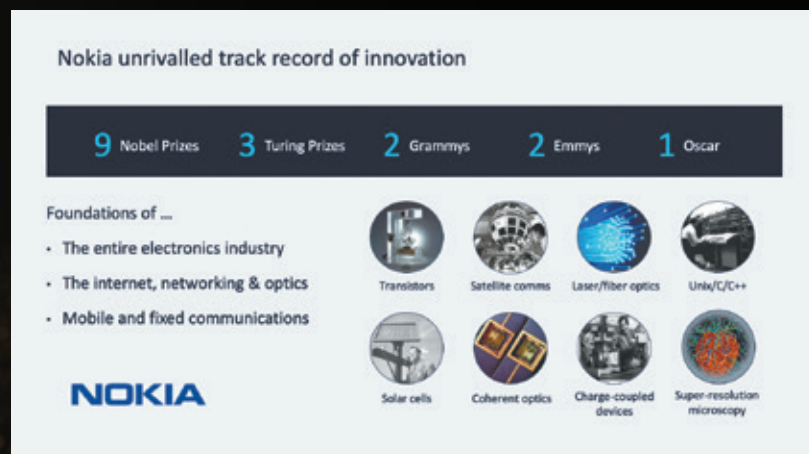 Nokia unrivalled track record of innovation
9 Nobel Prizes 3 Turing Prizes 2 Grammys 2 Emmys 1 Oscar
Foundations of ...
• The entire electronics industry
• The internet, networking & optics
• Mobile and fixed communications
Transistors Satellite comms Laser/fiber optics Unix/C/C++
Solar cells Coherent optics Charge-coupled devices Super-resolution microscopy
NOKIA